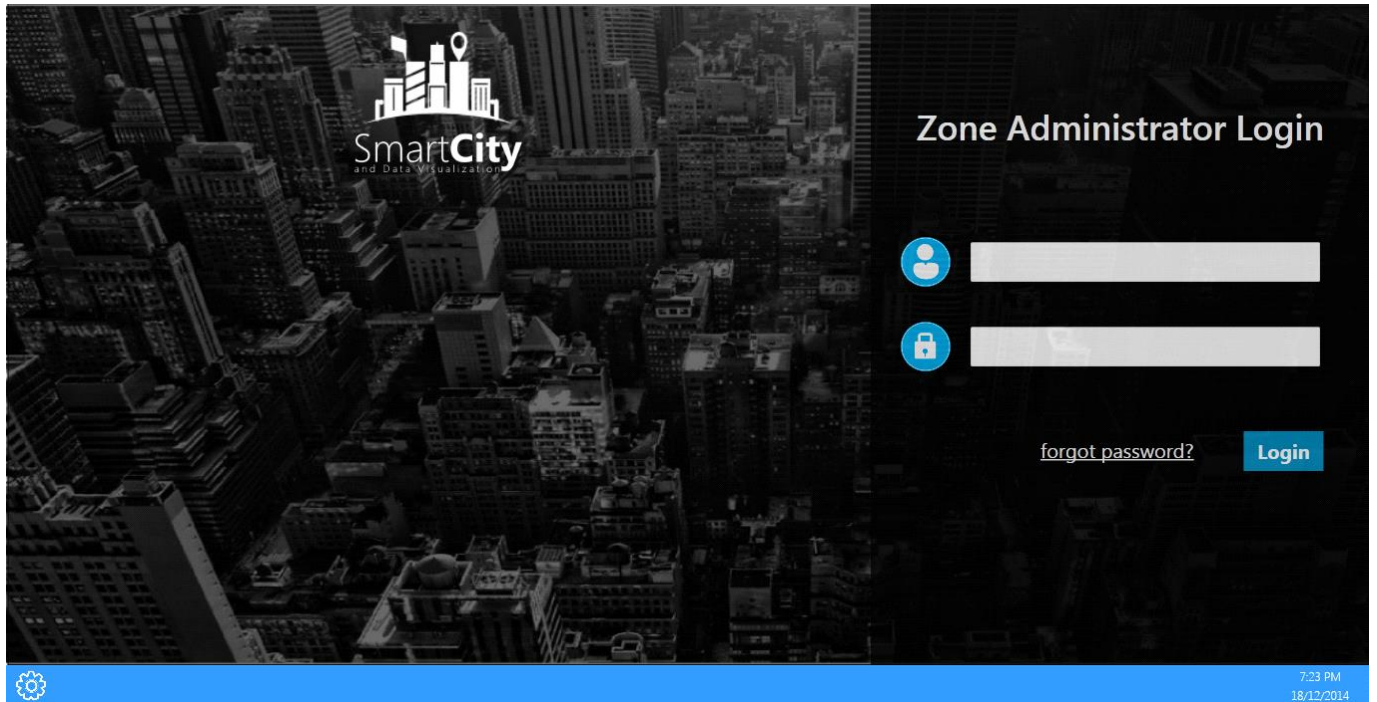 SmartCity
and Data Visualization
Zone Administrator Login
forgot password?
Login
7:23 PM
18/12/2014